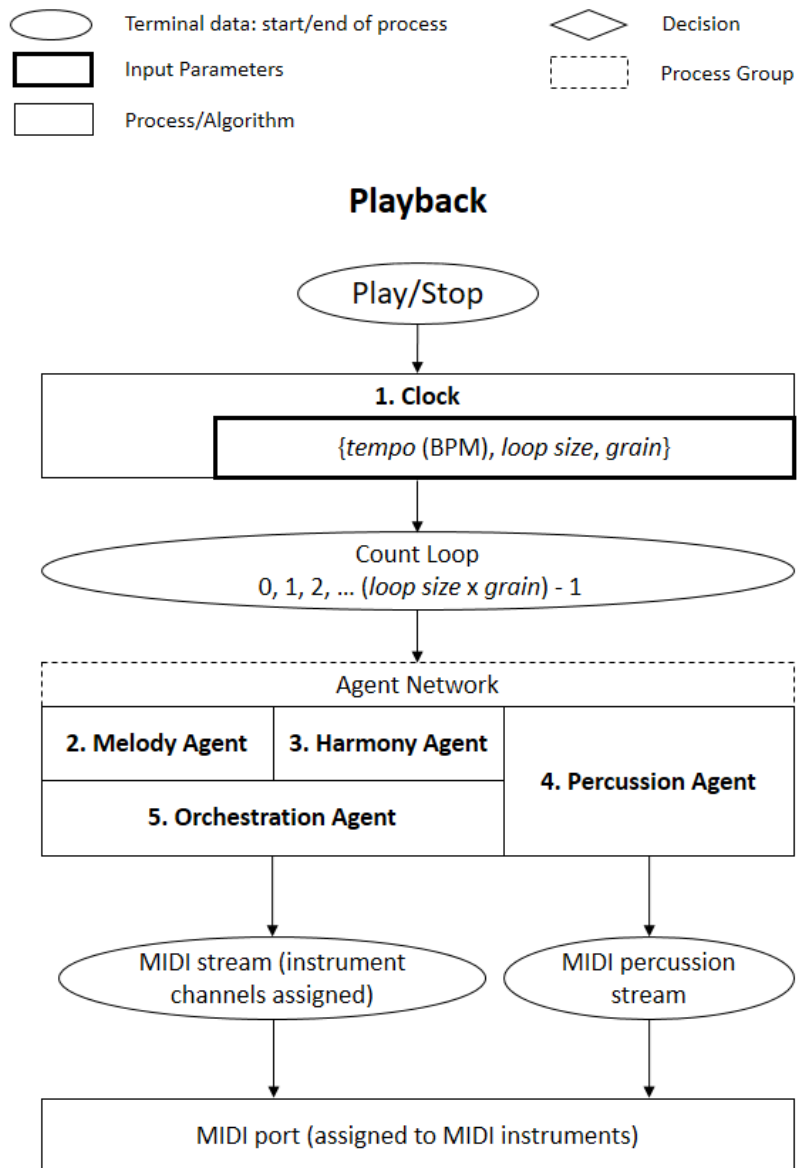 Terminal data: start/end of process
Decision
Input Parameters
Process Group
Process/Algorithm
Playback
Play/Stop
1. Clock
{tempo (BPM), loop size, grain}
Count Loop
0, 1, 2, ... (loop size x grain) - 1
Agent Network
2. Melody Agent
3. Harmony Agent
4. Percussion Agent
5. Orchestration Agent
MIDI stream (instrument
channels assigned)
MIDI percussion
stream
MIDI port (assigned to MIDI instruments)